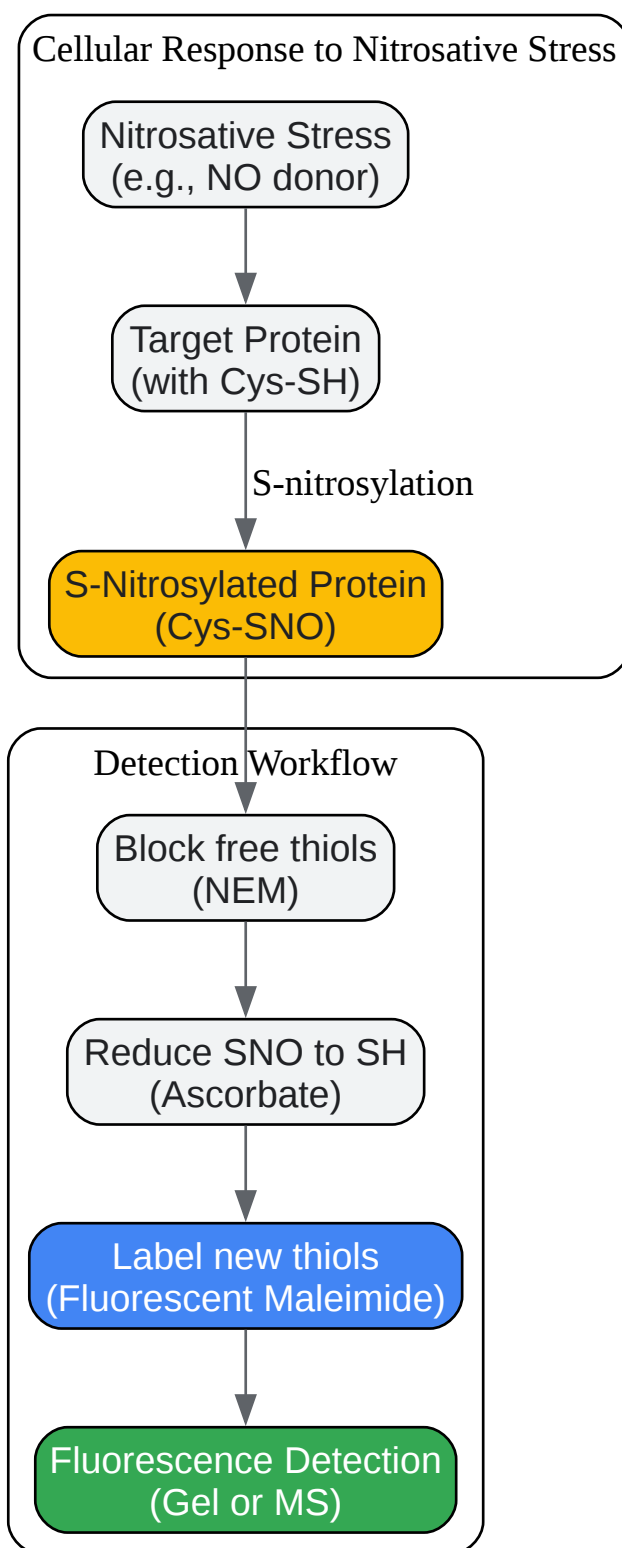 Cellular Response to Nitrosative Stress
Nitrosative Stress
(e.g., NO donor)
Target Protein
(with Cys-SH)
S-nitrosylation
S-Nitrosylated Protein
(Cys-SNO)
Detection Workflow
Block free thiols
(NEM)
Reduce SNO to SH
(Ascorbate)
Label new thiols
(Fluorescent Maleimide)
Fluorescence Detection
(Gel or MS)